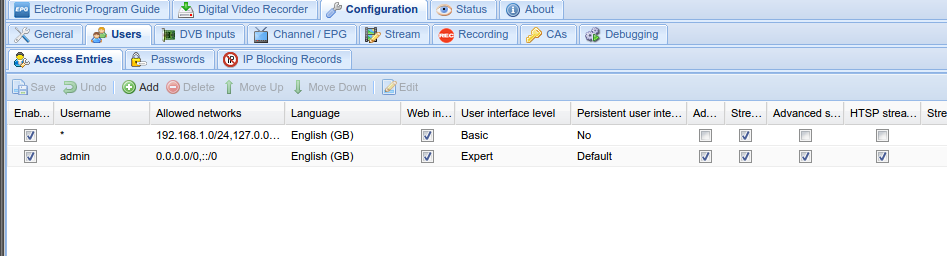 EPG Electronic Program Guide Digital Video Recorder Configuration Status About
General Users DVB Inputs Channel / EPG Stream REC Recording CAs Debugging
Access Entries Passwords IP IP Blocking Records
Save Undo Add Delete Move Up Move Down Edit
Enab... Username Allowed networks Language Web in... User interface level Persistent user inte... Ad... Stre... Advanced s... HTSP strea... Stre
* 192.168.1.0/24,127.0.0... English (GB) Basic No
admin 0.0.0.0/0,::/0 English (GB) Expert Default